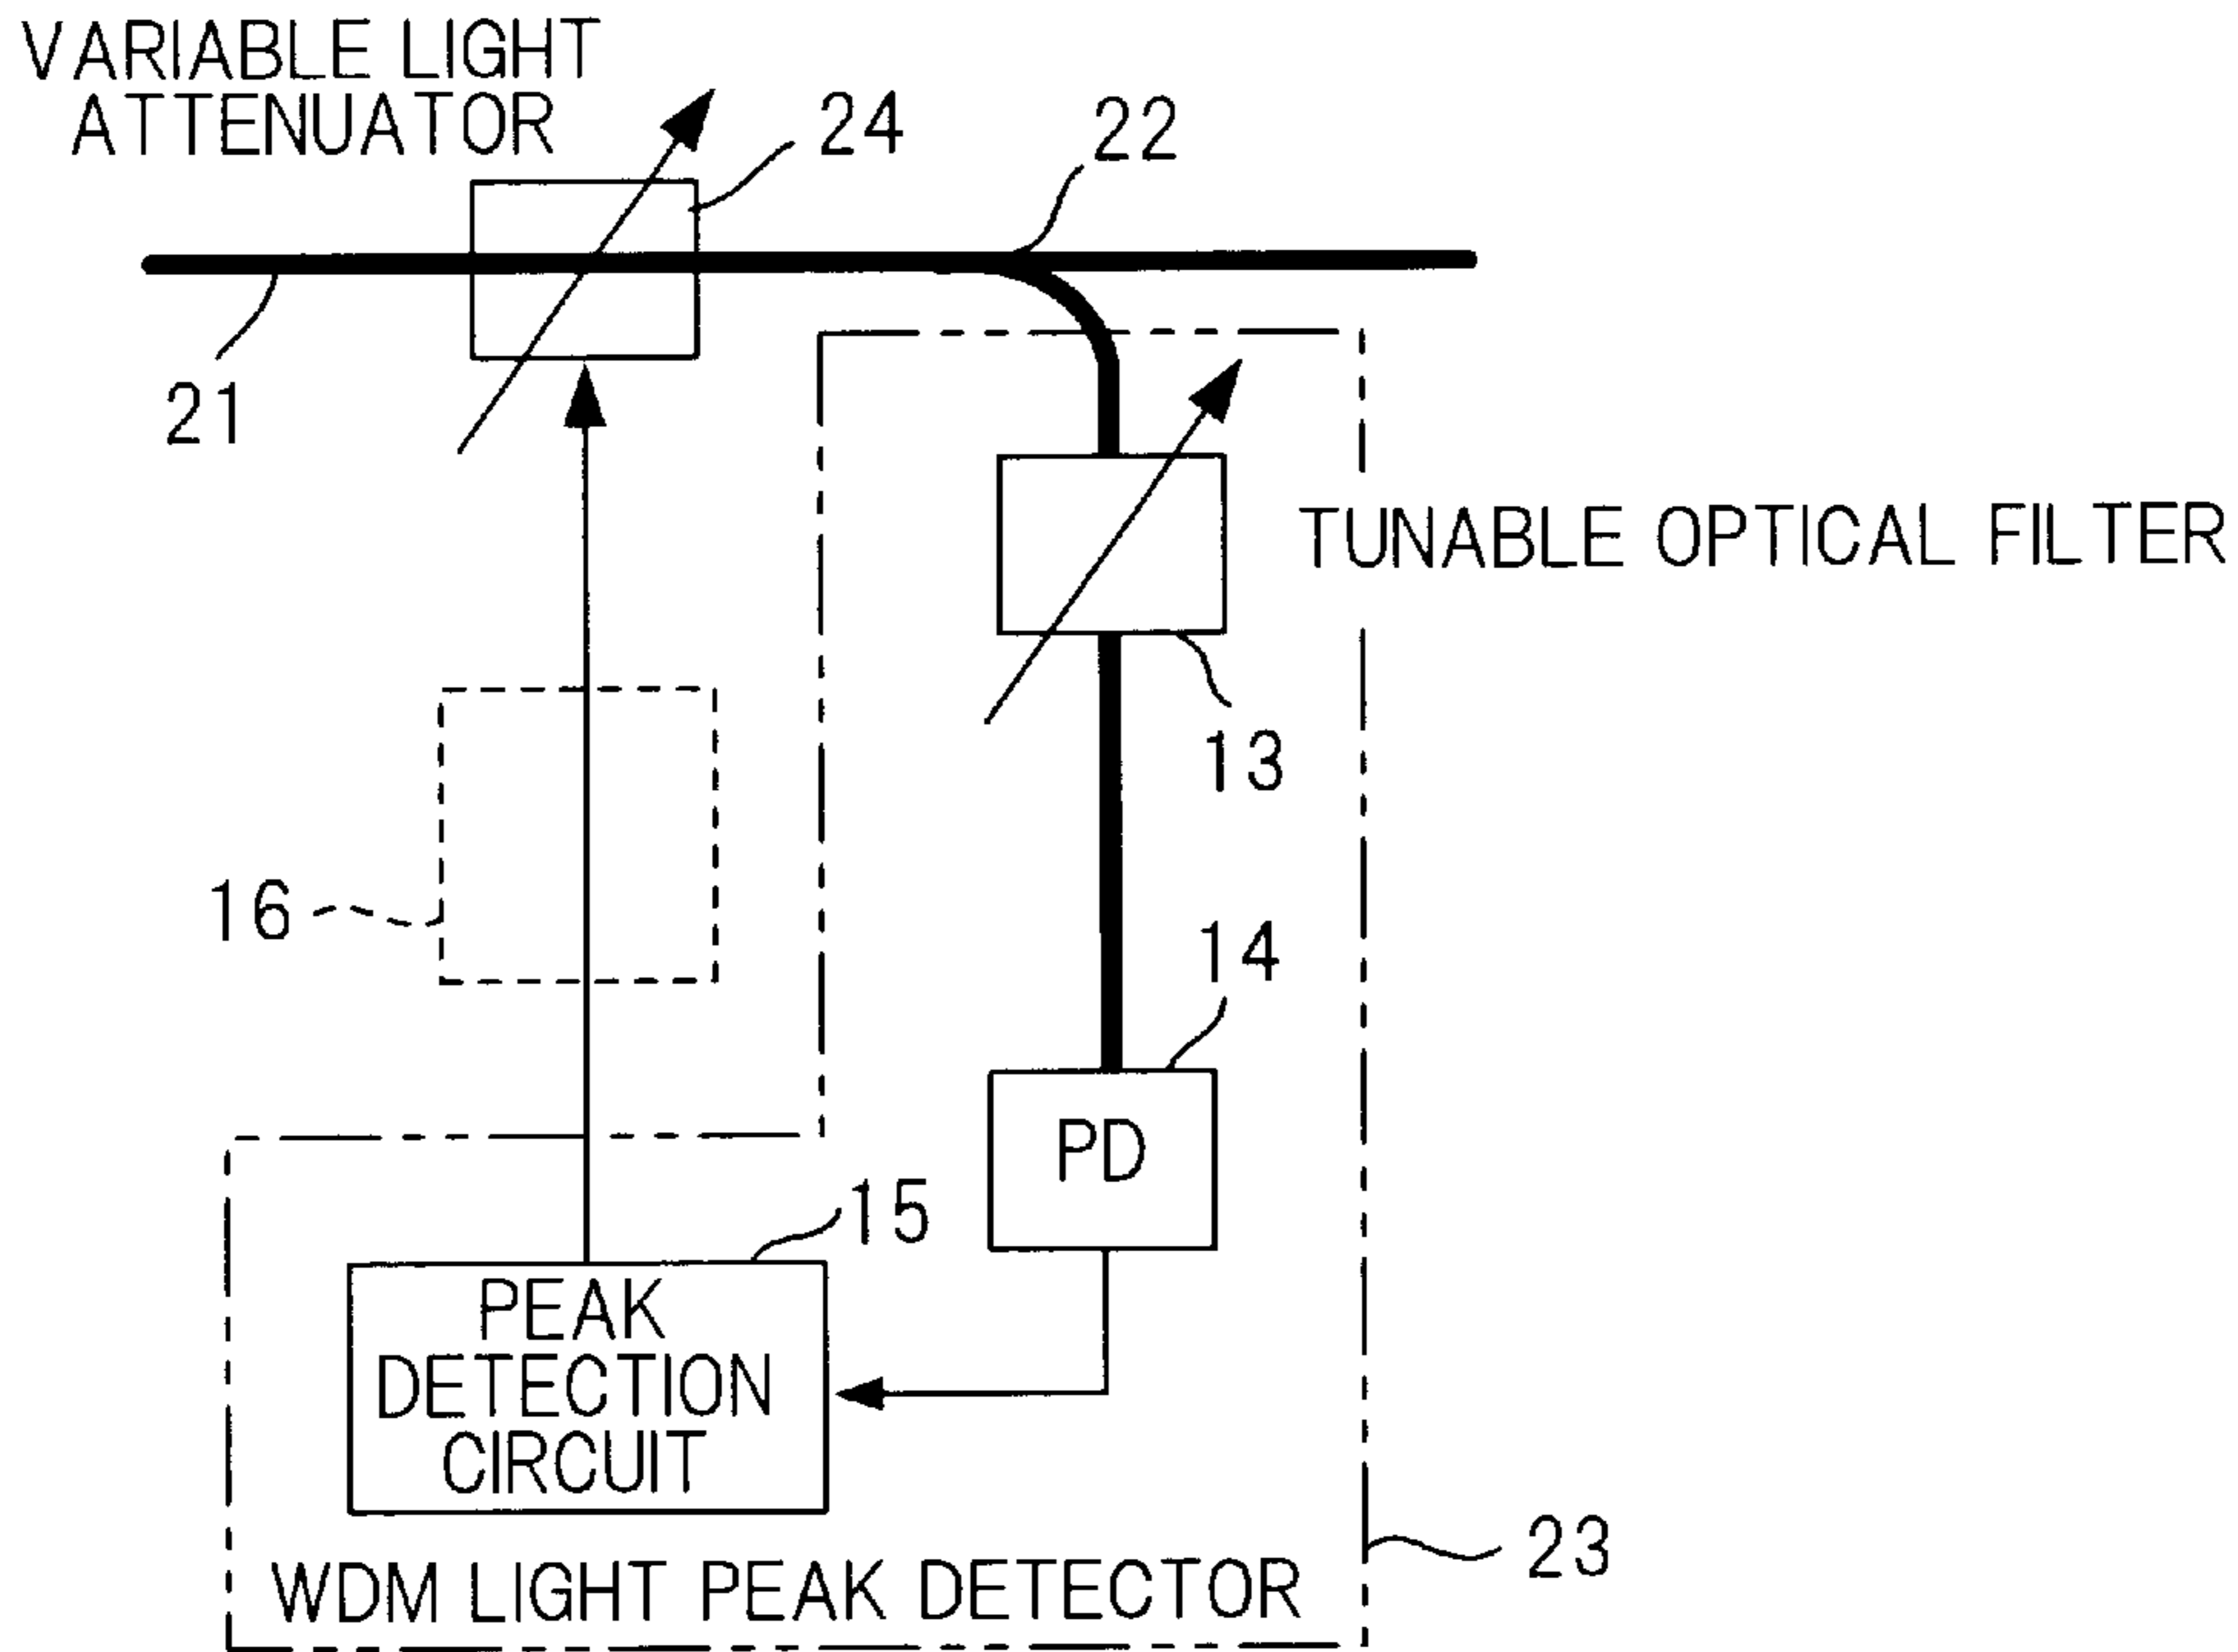 VARIABLE LIGHT
ATTENUATOR
24
22
21
TUNABLE OPTICAL FILTER
13
16
14
PD
15
PEAK
DETECTION
CIRCUIT
23
WDM LIGHT PEAK DETECTOR